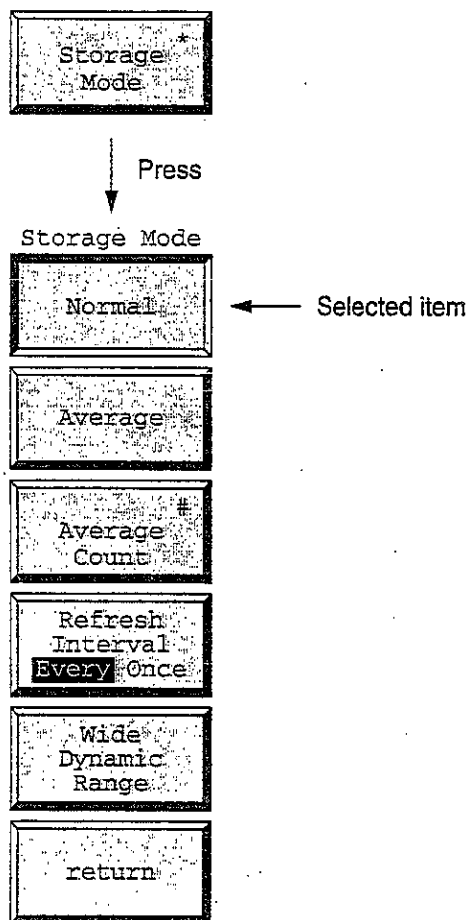 *
Storage
Mode
Press
Storage Mode
Normal
Selected item
Average
#
Average
Count
Refresh
Interval
Every Once
Wide
Dynamic
Range
return